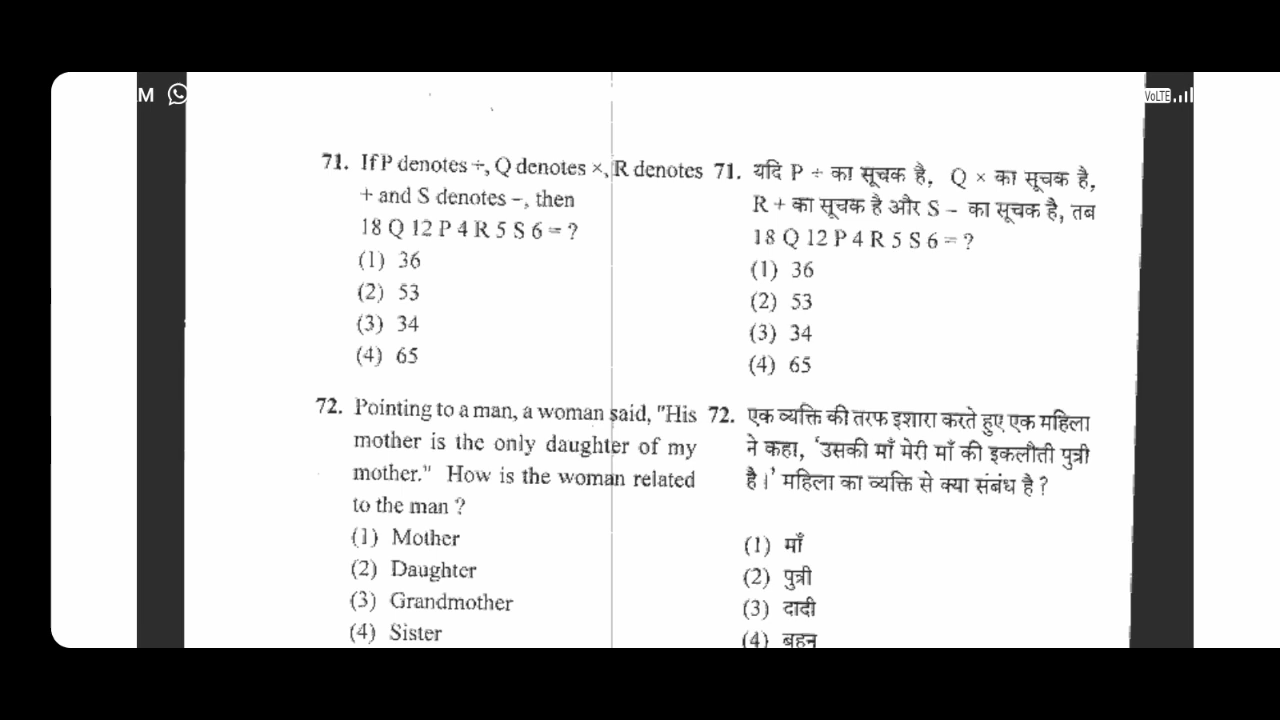 M
VoLTE
71. If P denotes ÷, Q denotes ×, R denotes
+ and S denotes –, then
18 Q 12 P 4 R 5 S 6 = ?
(1) 36
(2) 53
(3) 34
(4) 65
72. Pointing to a man, a woman said, "His
mother is the only daughter of my
mother." How is the woman related
to the man ?
(1) Mother
(2) Daughter
(3) Grandmother
(4) Sister
71. यदि P ÷ का सूचक है, Q × का सूचक है,
R + का सूचक है और S – का सूचक है, तब
18 Q 12 P 4 R 5 S 6 = ?
(1) 36
(2) 53
(3) 34
(4) 65
72. एक व्यक्ति की तरफ इशारा करते हुए एक महिला
ने कहा, 'उसकी माँ मेरी माँ की इकलौती पुत्री
है।' महिला का व्यक्ति से क्या संबंध है ?
(1) माँ
(2) पुत्री
(3) दादी
(4) बहन